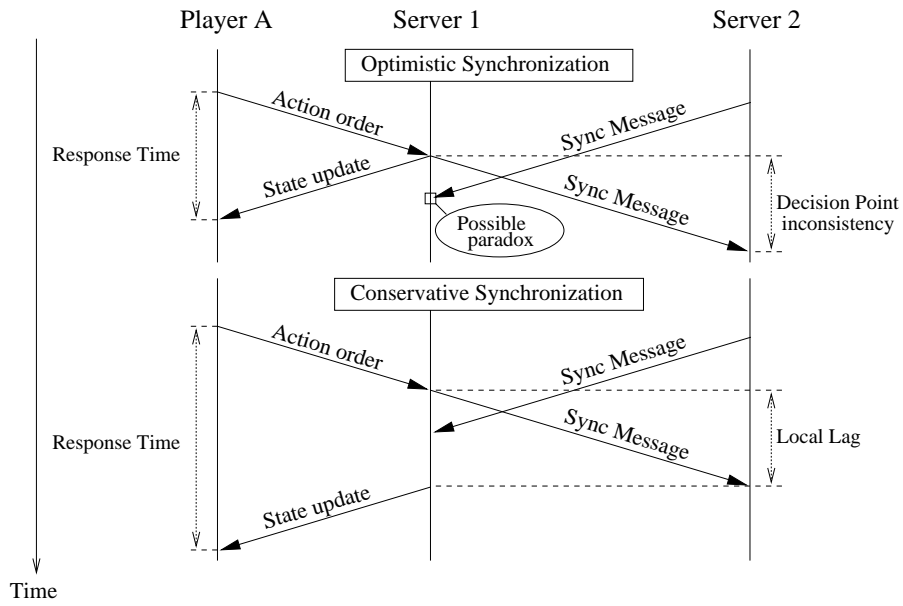 Player A
Server 1
Server 2
Optimistic Synchronization
Action order
Sync Message
Response Time
State update
Sync Message
Decision Point
inconsistency
Possible
paradox
Conservative Synchronization
Action order
Sync Message
Response Time
Sync Message
Local Lag
State update
Time